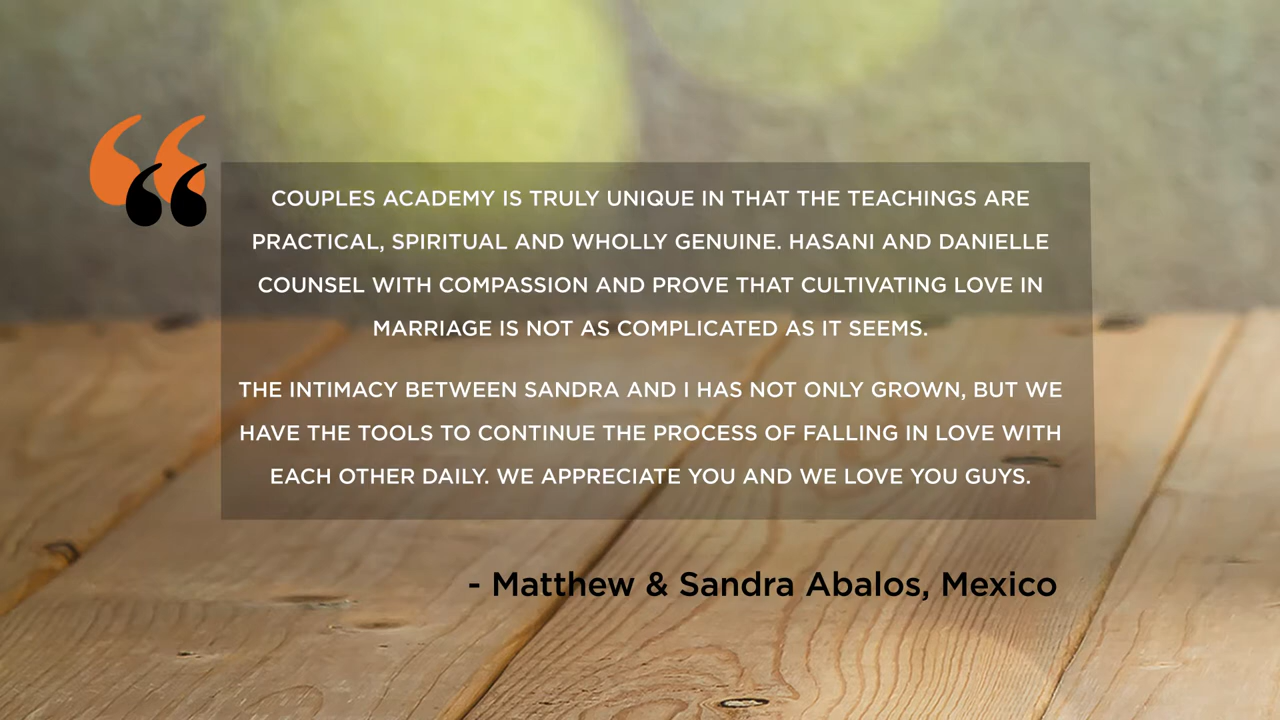 COUPLES ACADEMY IS TRULY UNIQUE IN THAT THE TEACHINGS ARE
PRACTICAL, SPIRITUAL AND WHOLLY GENUINE. HASANI AND DANIELLE
COUNSEL WITH COMPASSION AND PROVE THAT CULTIVATING LOVE IN
MARRIAGE IS NOT AS COMPLICATED AS IT SEEMS.
THE INTIMACY BETWEEN SANDRA AND I HAS NOT ONLY GROWN, BUT WE
HAVE THE TOOLS TO CONTINUE THE PROCESS OF FALLING IN LOVE WITH
EACH OTHER DAILY. WE APPRECIATE YOU AND WE LOVE YOU GUYS.
- Matthew & Sandra Abalos, Mexico